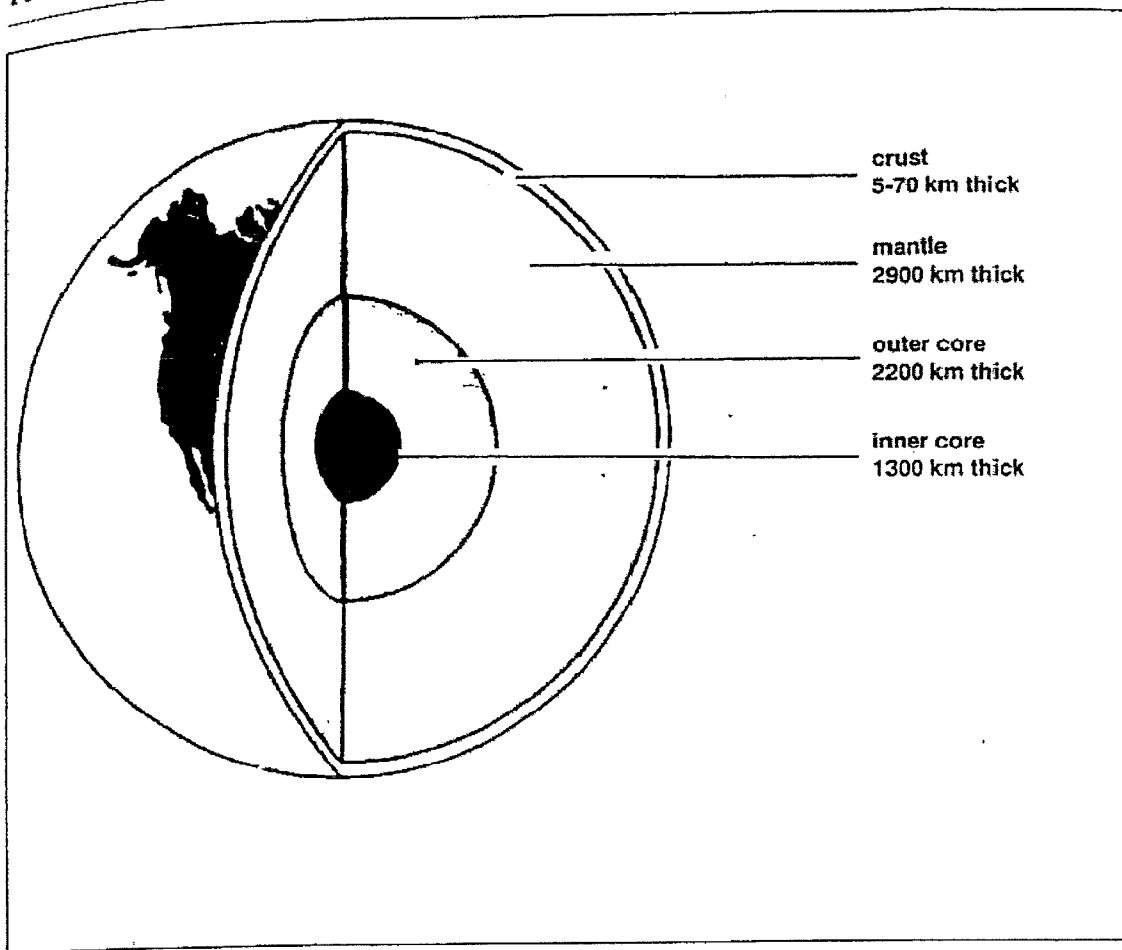 crust
5-70 km thick
mantle
2900 km thick
outer core
2200 km thick
inner core
1300 km thick